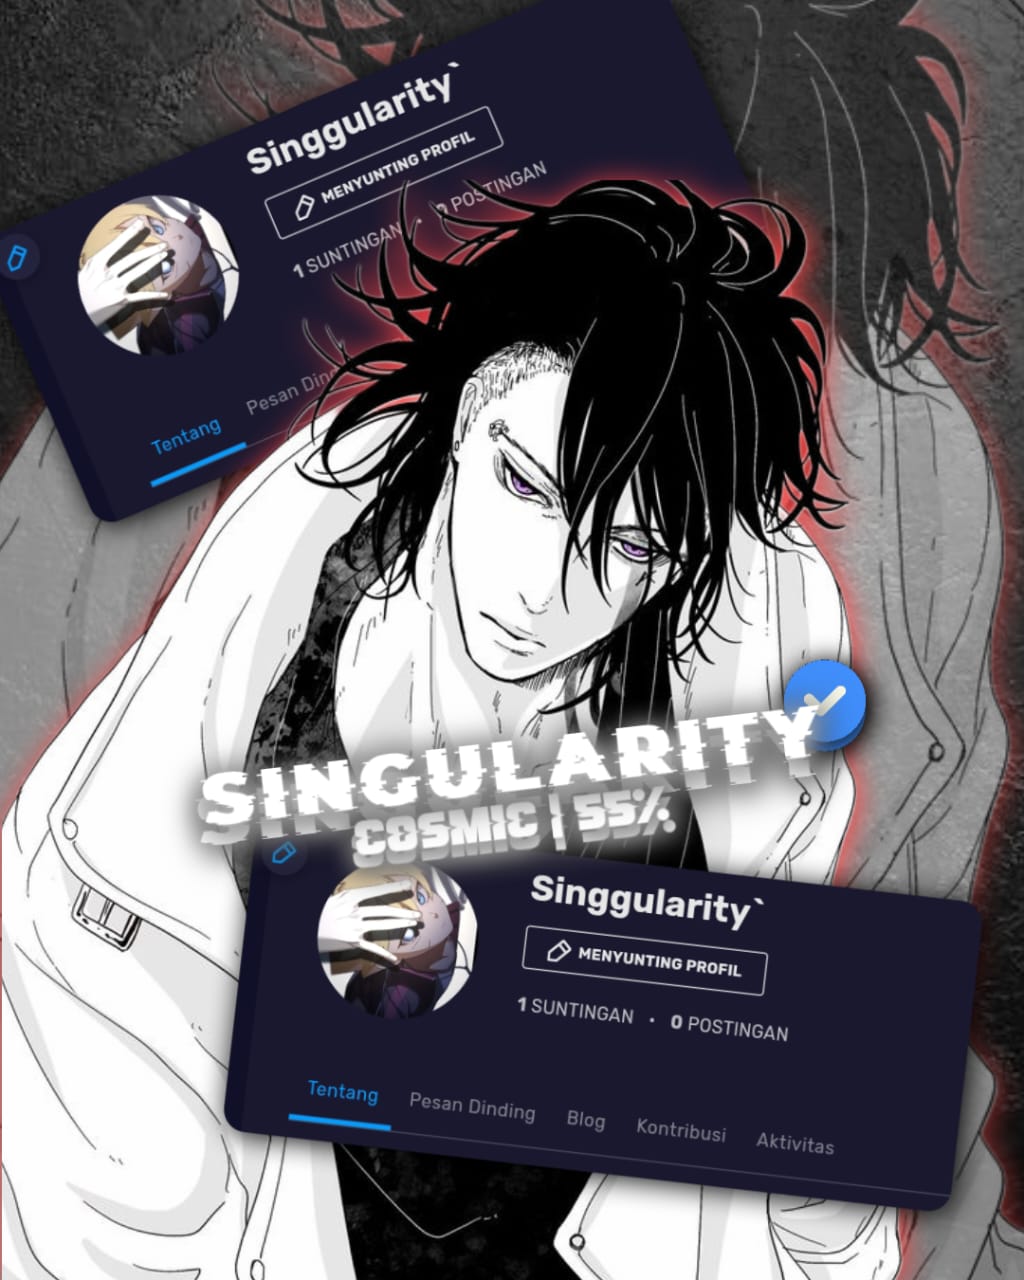 Singgularity`
MENYUNTING PROFIL
1 SUNTINGAN · 0 POSTINGAN
Tentang Pesan
SINGULARITY
COSMIC | 55%
Singgularity`
MENYUNTING PROFIL
1 SUNTINGAN · 0 POSTINGAN
Tentang Pesan Dinding Blog Kontribusi Aktivitas